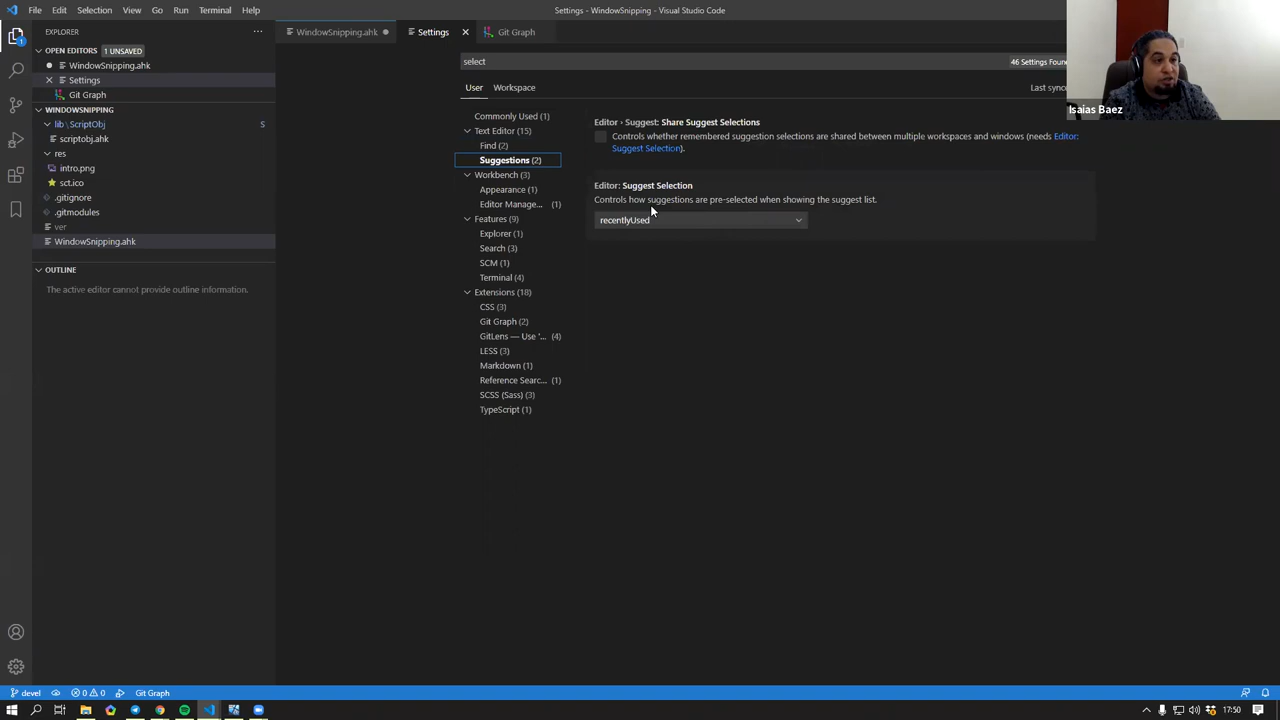 File Edit Selection View Go Run Terminal Help
Settings - WindowSnipping - Visual Studio Code
EXPLORER
OPEN EDITORS 1 UNSAVED
WindowSnipping.ahk
Settings
Git Graph
WINDOWSNIPPING
lib\ScriptObj S
scriptobj.ahk
res
intro.png
sct.ico
.gitignore
.gitmodules
ver
WindowSnipping.ahk
OUTLINE
The active editor cannot provide outline information.
WindowSnipping.ahk Settings Git Graph
select
46 Settings Found
User Workspace
Last sync
Commonly Used (1)
Text Editor (15)
Find (2)
Suggestions (2)
Workbench (3)
Appearance (1)
Editor Manage... (1)
Features (9)
Explorer (1)
Search (3)
SCM (1)
Terminal (4)
Extensions (18)
CSS (3)
Git Graph (2)
GitLens — Use '... (4)
LESS (3)
Markdown (1)
Reference Searc... (1)
SCSS (Sass) (3)
TypeScript (1)
Editor › Suggest: Share Suggest Selections
Controls whether remembered suggestion selections are shared between multiple workspaces and windows (needs Editor:
Suggest Selection).
Editor: Suggest Selection
Controls how suggestions are pre-selected when showing the suggest list.
recentlyUsed
Isaias Baez
1
devel 0 0 Git Graph
17:50